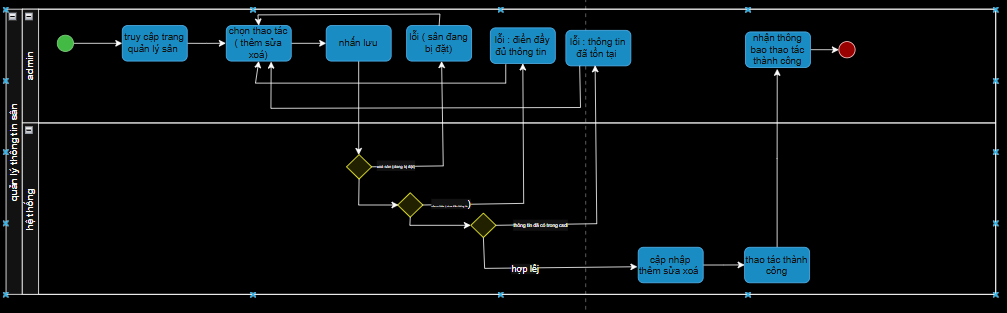 quản lý thông tin sân
admin
truy cập trang
quản lý sân
chọn thao tác
( thêm sửa
xoá)
nhấn lưu
lỗi ( sân đang
bị đặt)
lỗi : điền đầy
đủ thông tin
lỗi : thông tin
đã tồn tại
nhận thông
bao thao tác
thành công
hệ thống
thông tin đã có trong csdl
hợp lệ
cập nhập
thêm sửa xoá
thao tác thành
công